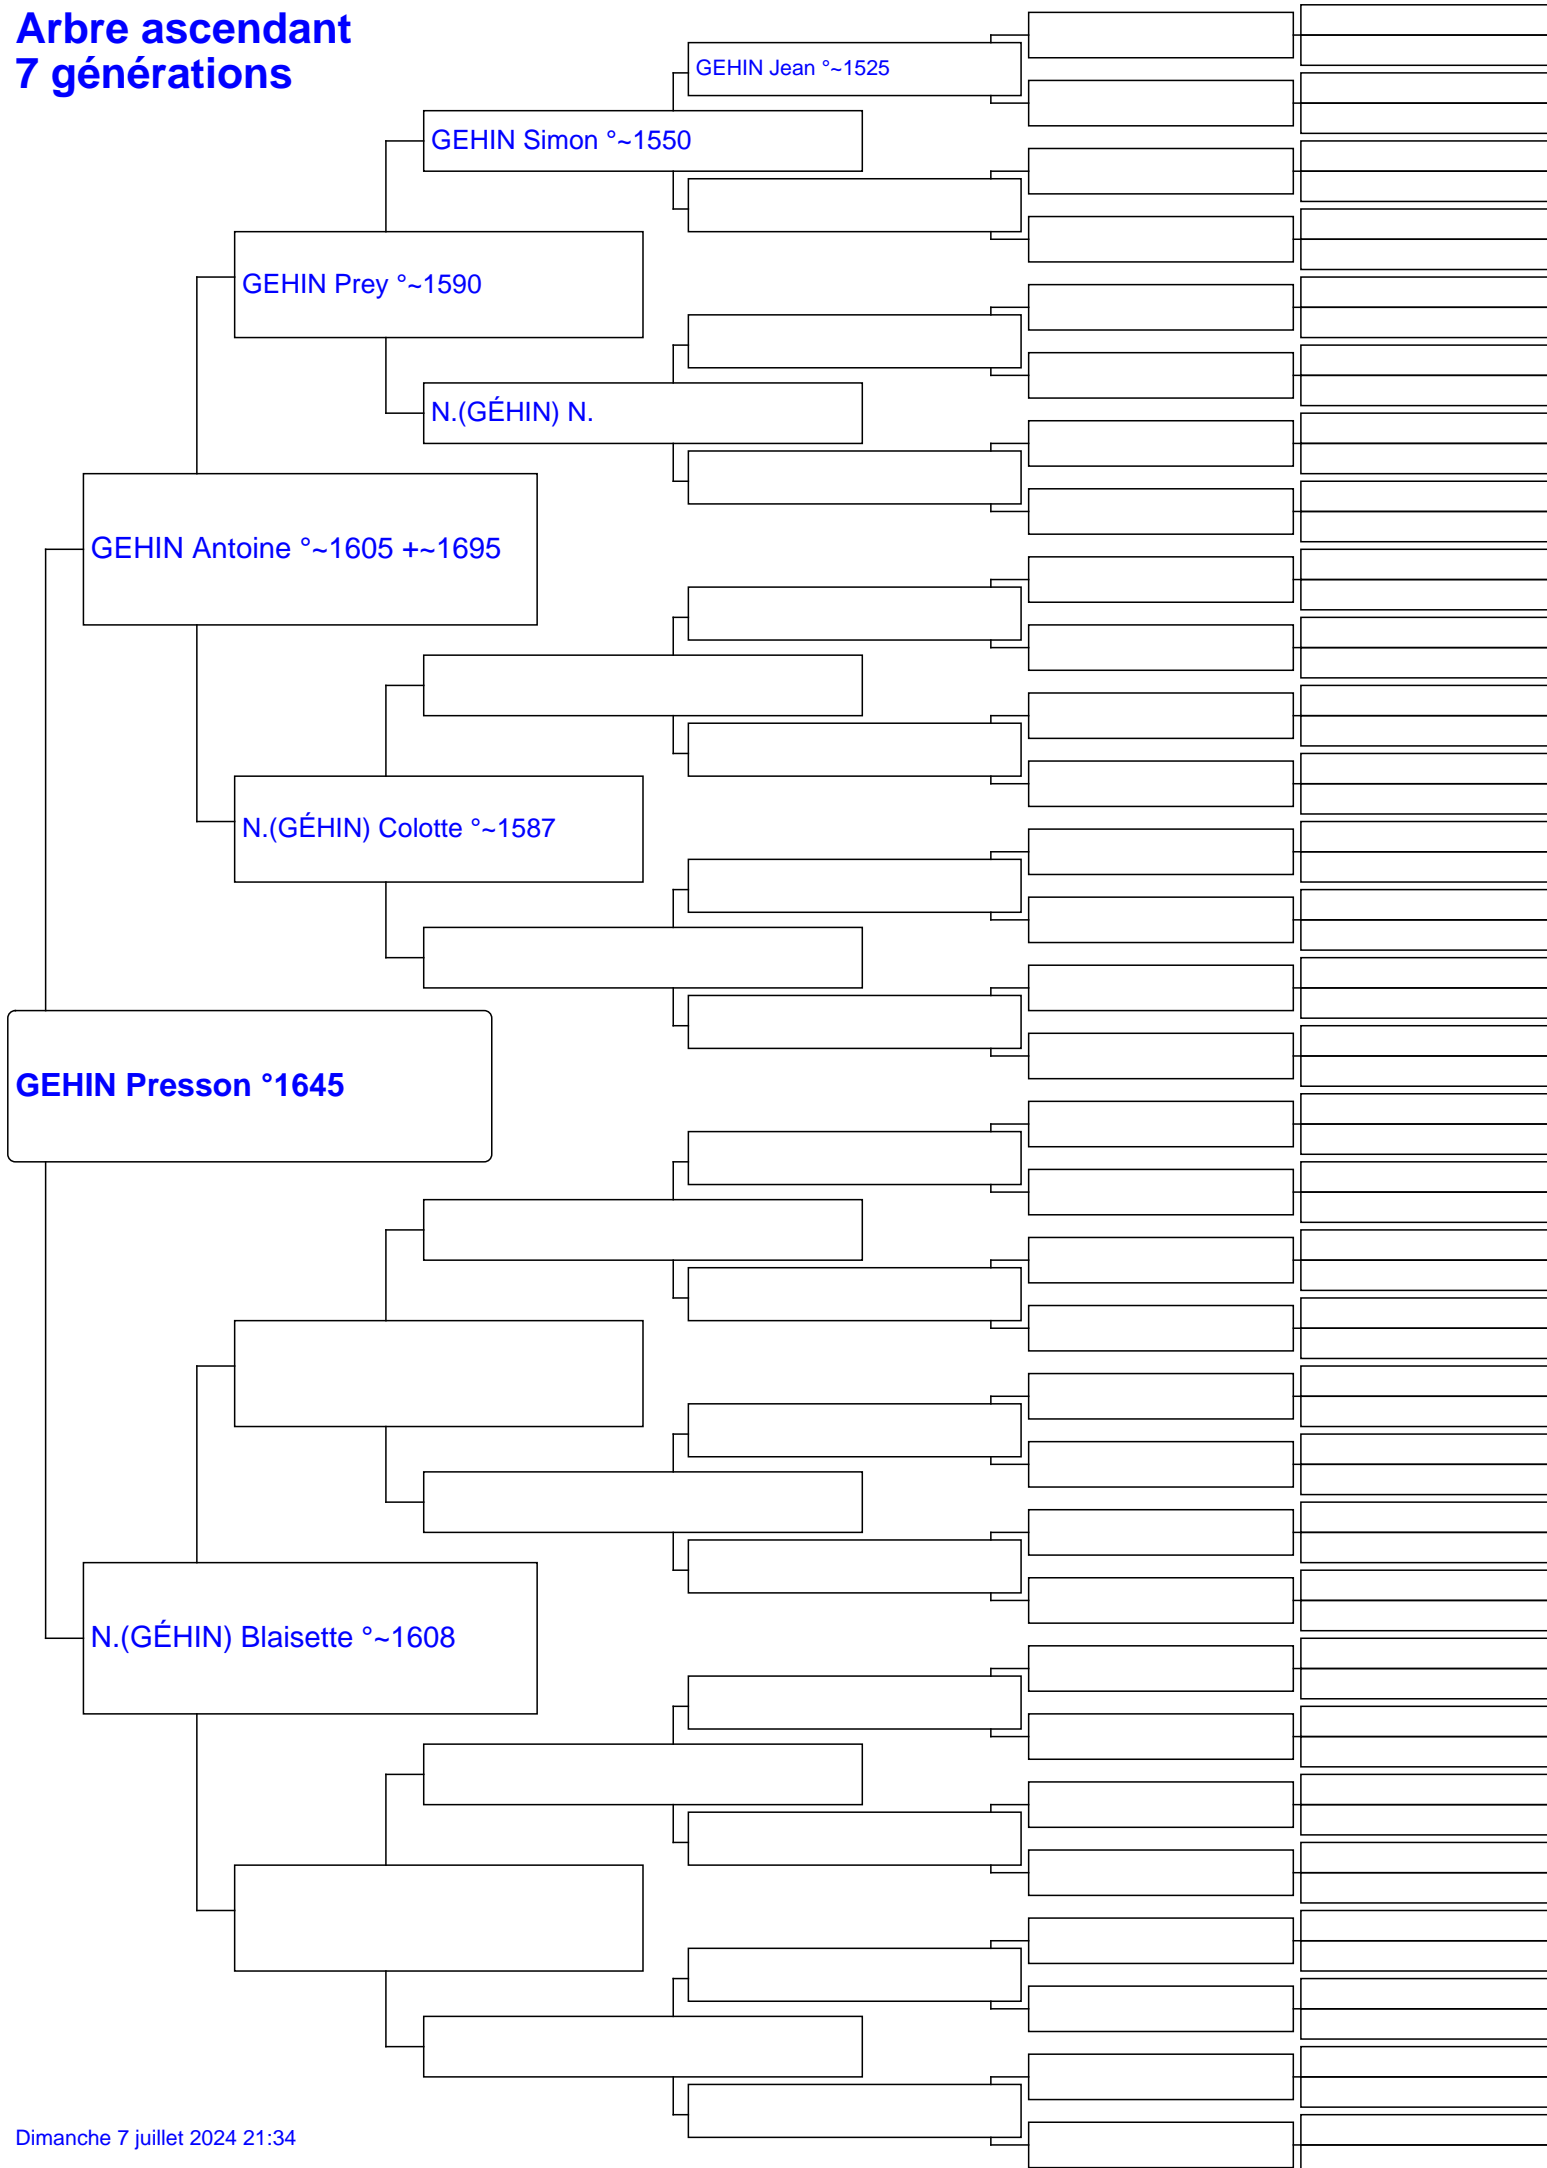 Arbre ascendant
7 générations
GEHIN Jean °~1525
GEHIN Simon °~1550
GEHIN Prey °~1590
N.(GÉHIN) N.
GEHIN Antoine °~1605 +~1695
N.(GÉHIN) Colotte °~1587
GEHIN Presson °1645
N.(GÉHIN) Blaisette °~1608
Dimanche 7 juillet 2024 21:34